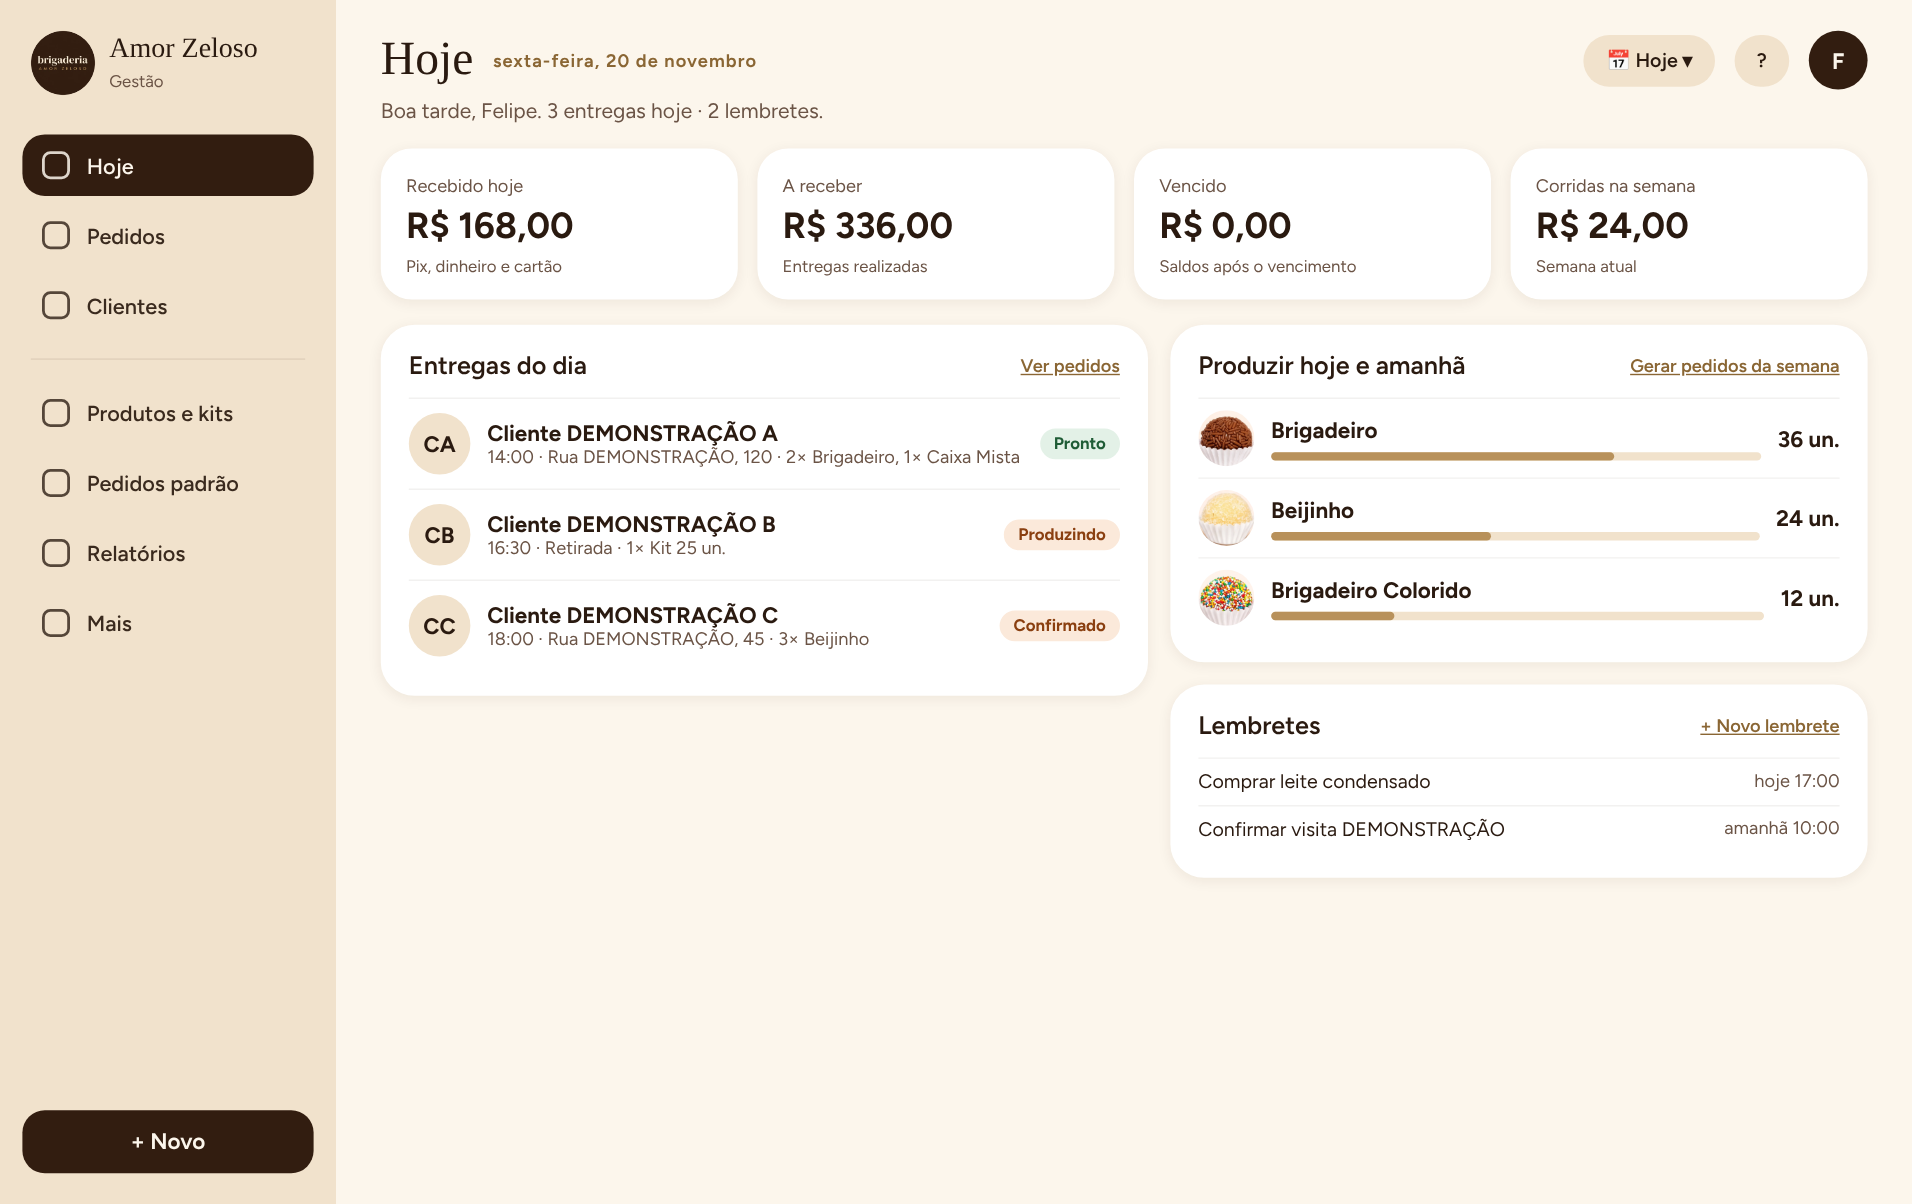 brigaderia
AMOR ZELOSO
Amor Zeloso
Gestão
Hoje
Pedidos
Clientes
Produtos e kits
Pedidos padrão
Relatórios
Mais
+ Novo
Hoje
sexta-feira, 20 de novembro
Boa tarde, Felipe. 3 entregas hoje · 2 lembretes.
📅 Hoje ▾
?
F
Recebido hoje
R$ 168,00
Pix, dinheiro e cartão
A receber
R$ 336,00
Entregas realizadas
Vencido
R$ 0,00
Saldos após o vencimento
Corridas na semana
R$ 24,00
Semana atual
Entregas do dia
Ver pedidos
CA
Cliente DEMONSTRAÇÃO A
14:00 · Rua DEMONSTRAÇÃO, 120 · 2× Brigadeiro, 1× Caixa Mista
Pronto
CB
Cliente DEMONSTRAÇÃO B
16:30 · Retirada · 1× Kit 25 un.
Produzindo
CC
Cliente DEMONSTRAÇÃO C
18:00 · Rua DEMONSTRAÇÃO, 45 · 3× Beijinho
Confirmado
Produzir hoje e amanhã
Gerar pedidos da semana
Brigadeiro
36 un.
Beijinho
24 un.
Brigadeiro Colorido
12 un.
Lembretes
+ Novo lembrete
Comprar leite condensado
hoje 17:00
Confirmar visita DEMONSTRAÇÃO
amanhã 10:00